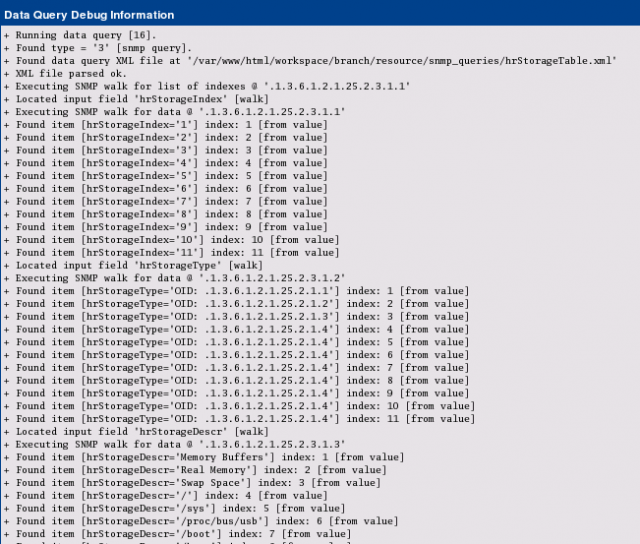 Data Query Debug Information
+ Running data query [16].
+ Found type = '3' [snmp query].
+ Found data query XML file at '/var/www/html/workspace/branch/resource/snmp_queries/hrStorageTable.xml'
+ XML file parsed ok.
+ Executing SNMP walk for list of indexes @ '.1.3.6.1.2.1.25.2.3.1.1'
+ Located input field 'hrStorageIndex' [walk]
+ Executing SNMP walk for data @ '.1.3.6.1.2.1.25.2.3.1.1'
+ Found item [hrStorageIndex='1'] index: 1 [from value]
+ Found item [hrStorageIndex='2'] index: 2 [from value]
+ Found item [hrStorageIndex='3'] index: 3 [from value]
+ Found item [hrStorageIndex='4'] index: 4 [from value]
+ Found item [hrStorageIndex='5'] index: 5 [from value]
+ Found item [hrStorageIndex='6'] index: 6 [from value]
+ Found item [hrStorageIndex='7'] index: 7 [from value]
+ Found item [hrStorageIndex='8'] index: 8 [from value]
+ Found item [hrStorageIndex='9'] index: 9 [from value]
+ Found item [hrStorageIndex='10'] index: 10 [from value]
+ Found item [hrStorageIndex='11'] index: 11 [from value]
+ Located input field 'hrStorageType' [walk]
+ Executing SNMP walk for data @ '.1.3.6.1.2.1.25.2.3.1.2'
+ Found item [hrStorageType='OID: .1.3.6.1.2.1.25.2.1.1'] index: 1 [from value]
+ Found item [hrStorageType='OID: .1.3.6.1.2.1.25.2.1.2'] index: 2 [from value]
+ Found item [hrStorageType='OID: .1.3.6.1.2.1.25.2.1.3'] index: 3 [from value]
+ Found item [hrStorageType='OID: .1.3.6.1.2.1.25.2.1.4'] index: 4 [from value]
+ Found item [hrStorageType='OID: .1.3.6.1.2.1.25.2.1.4'] index: 5 [from value]
+ Found item [hrStorageType='OID: .1.3.6.1.2.1.25.2.1.4'] index: 6 [from value]
+ Found item [hrStorageType='OID: .1.3.6.1.2.1.25.2.1.4'] index: 7 [from value]
+ Found item [hrStorageType='OID: .1.3.6.1.2.1.25.2.1.4'] index: 8 [from value]
+ Found item [hrStorageType='OID: .1.3.6.1.2.1.25.2.1.4'] index: 9 [from value]
+ Found item [hrStorageType='OID: .1.3.6.1.2.1.25.2.1.4'] index: 10 [from value]
+ Found item [hrStorageType='OID: .1.3.6.1.2.1.25.2.1.4'] index: 11 [from value]
+ Located input field 'hrStorageDescr' [walk]
+ Executing SNMP walk for data @ '.1.3.6.1.2.1.25.2.3.1.3'
+ Found item [hrStorageDescr='Memory Buffers'] index: 1 [from value]
+ Found item [hrStorageDescr='Real Memory'] index: 2 [from value]
+ Found item [hrStorageDescr='Swap Space'] index: 3 [from value]
+ Found item [hrStorageDescr='/'] index: 4 [from value]
+ Found item [hrStorageDescr='/sys'] index: 5 [from value]
+ Found item [hrStorageDescr='/proc/bus/usb'] index: 6 [from value]
+ Found item [hrStorageDescr='/boot'] index: 7 [from value]